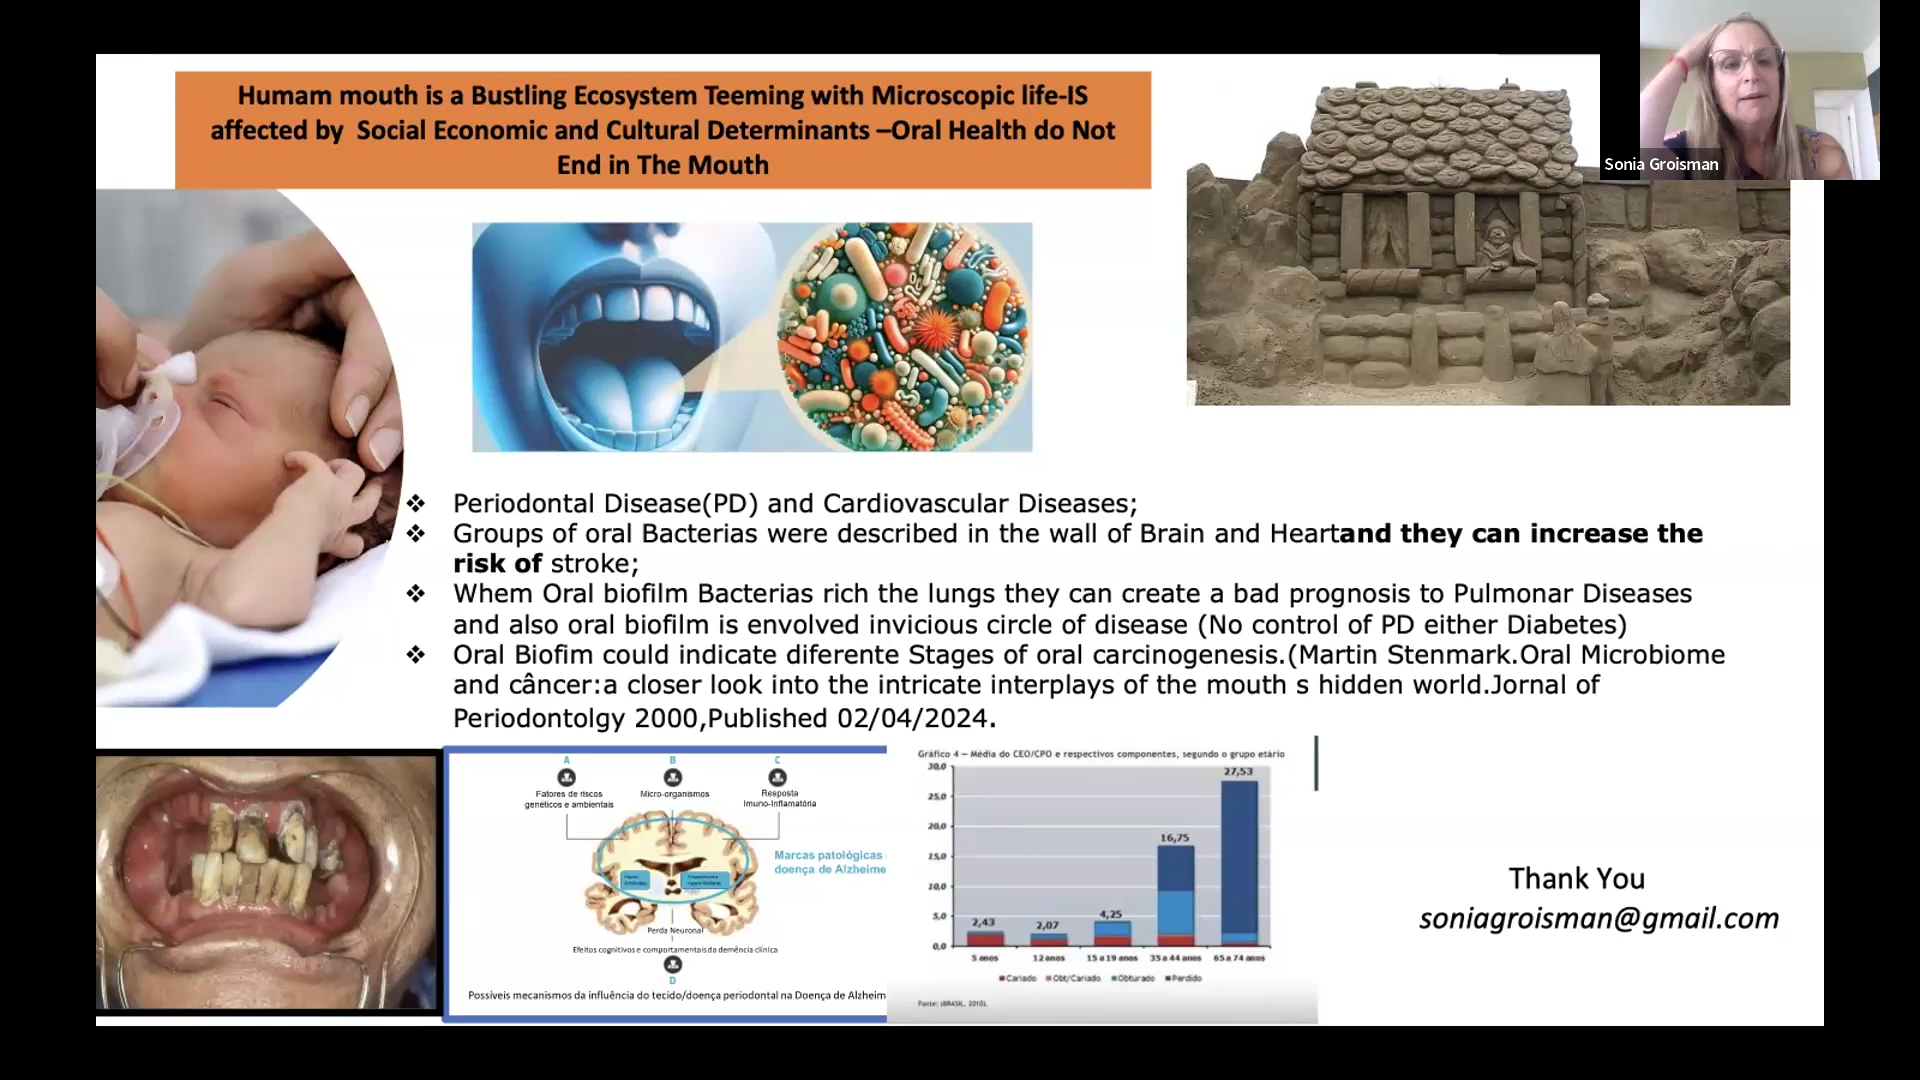 Humam mouth is a Bustling Ecosystem Teeming with Microscopic life-IS
affected by  Social Economic and Cultural Determinants –Oral Health do Not
End in The Mouth
Sonia Groisman
❖ Periodontal Disease(PD) and Cardiovascular Diseases;
❖ Groups of oral Bacterias were described in the wall of Brain and Heartand they can increase the
risk of stroke;
❖ Whem Oral biofilm Bacterias rich the lungs they can create a bad prognosis to Pulmonar Diseases
and also oral biofilm is envolved invicious circle of disease (No control of PD either Diabetes)
❖ Oral Biofim could indicate diferente Stages of oral carcinogenesis.(Martin Stenmark.Oral Microbiome
and câncer:a closer look into the intricate interplays of the mouth s hidden world.Jornal of
Periodontolgy 2000,Published 02/04/2024.
A
B
C
Fatores de riscos
genéticos e ambientais
Micro-organismos
Resposta
Imuno-Inflamatória
Marcas patológicas
doença de Alzheime
Perda Neuronal
Efeitos cognitivos e comportamentais da demência clínica
D
Possíveis mecanismos da influência do tecido/doença periodontal na Doença de Alzheim
Gráfico 4 – Média do CEO/CPO e respectivos componentes, segundo o grupo etário
30,0
25,0
20,0
15,0
10,0
5,0
0,0
2,43
2,07
4,25
16,75
27,53
5 anos
12 anos
15 a 19 anos
35 a 44 anos
65 a 74 anos
Cariado
Obt/Cariado
Obturado
Perdido
Fonte: (BRASIL, 2010).
Thank You
soniagroisman@gmail.com